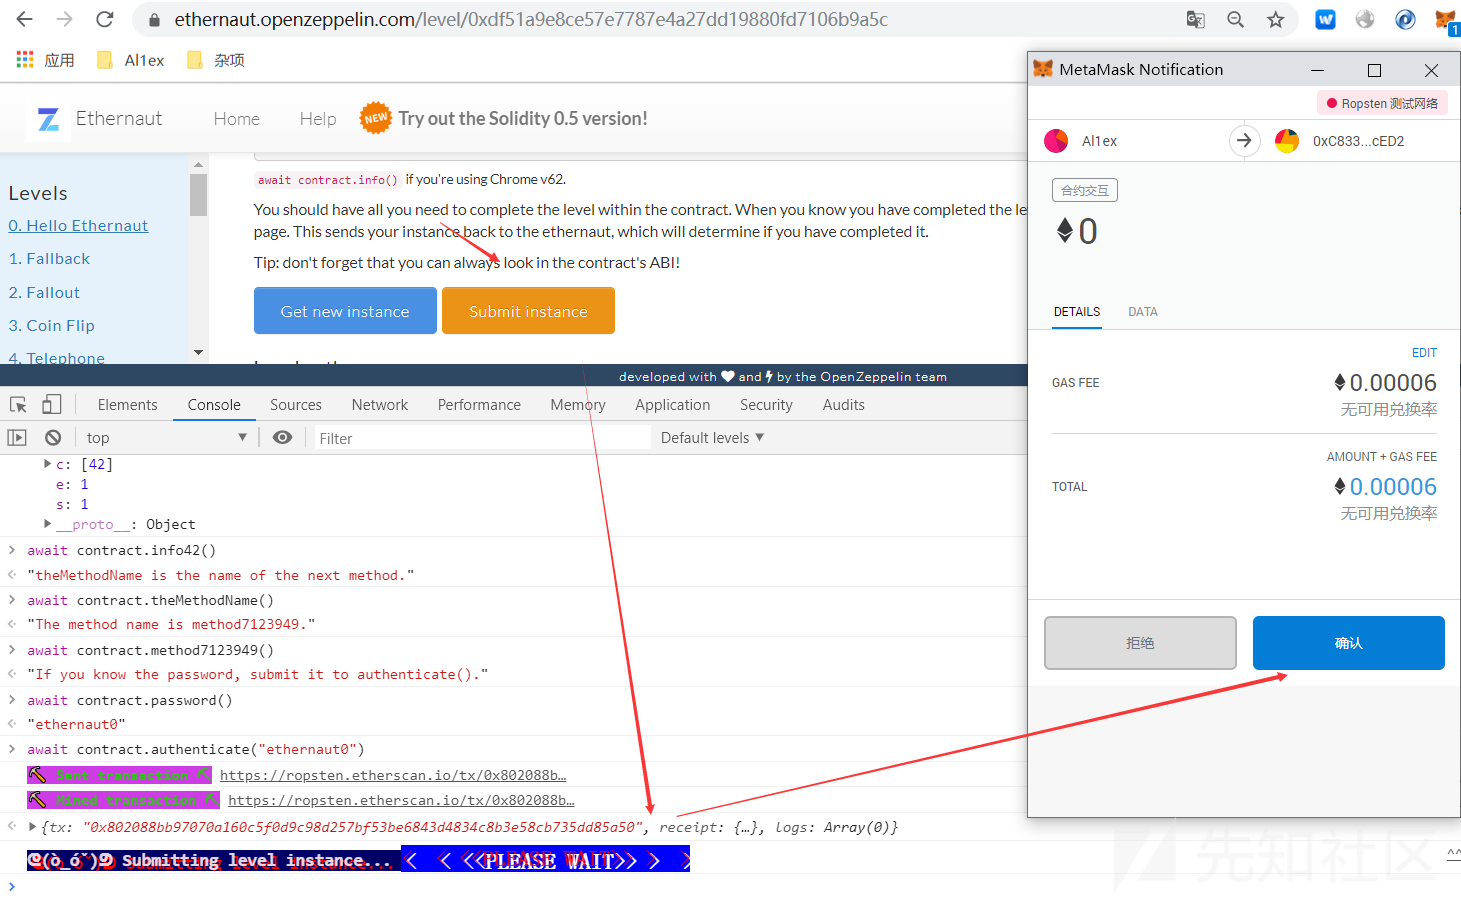 ethernaut.openzeppelin.com/level/0xdf51a9e8ce57e7787e4a27dd19880fd7106b9a5c
1
应用
Al1ex
杂项
Ethernaut
Home
Help
NEW
Try out the Solidity 0.5 version!
Levels
0. Hello Ethernaut
1. Fallback
2. Fallout
3. Coin Flip
4. Telephone
await contract.info() if you're using Chrome v62.
You should have all you need to complete the level within the contract. When you know you have completed the le
page. This sends your instance back to the ethernaut, which will determine if you have completed it.
Tip: don't forget that you can always look in the contract's ABI!
Get new instance
Submit instance
developed with ❤ and ⚡ by the OpenZeppelin team
Elements
Console
Sources
Network
Performance
Memory
Application
Security
Audits
top
Filter
Default levels ▼
▶ c: [42]
e: 1
s: 1
▶ __proto__: Object
> await contract.info42()
"theMethodName is the name of the next method."
> await contract.theMethodName()
"The method name is method7123949."
> await contract.method7123949()
"If you know the password, submit it to authenticate()."
> await contract.password()
"ethernaut0"
> await contract.authenticate("ethernaut0")
Sent transaction https://ropsten.etherscan.io/tx/0x802088b…
Mined transaction https://ropsten.etherscan.io/tx/0x802088b…
▶ {tx: "0x802088bb97070a160c5f0d9c98d257bf53be6843d4834c8b3e58cb735dd85a50", receipt: {…}, logs: Array(0)}
Submitting level instance... < < <<PLEASE WAIT>> > >
^^
>
MetaMask Notification
Ropsten 测试网络
Al1ex
0xC833...cED2
合约交互
0
DETAILS
DATA
EDIT
GAS FEE
0.00006
无可用兑换率
AMOUNT + GAS FEE
TOTAL
0.00006
无可用兑换率
拒绝
确认
先知社区